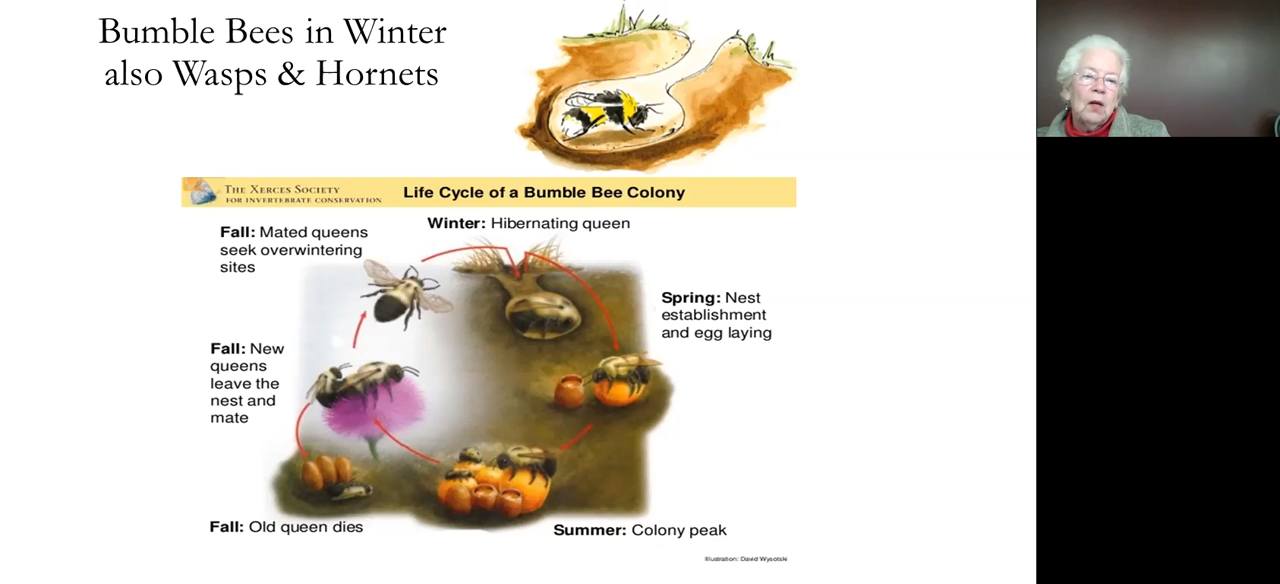 Bumble Bees in Winter
also Wasps & Hornets
THE XERCES SOCIETY
FOR INVERTEBRATE CONSERVATION
Life Cycle of a Bumble Bee Colony
Winter: Hibernating queen
Fall: Mated queens
seek overwintering
sites
Spring: Nest
establishment
and egg laying
Fall: New
queens
leave the
nest and
mate
Fall: Old queen dies
Summer: Colony peak
Illustration: David Wysotski